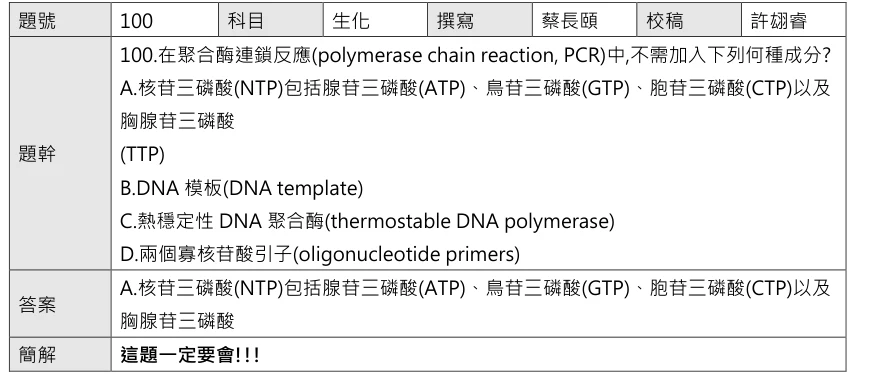 題號 100 科目 生化 撰寫 蔡長頤 校稿 許翃睿
100.在聚合酶連鎖反應(polymerase chain reaction, PCR)中,不需加入下列何種成分?
A.核苷三磷酸(NTP)包括腺苷三磷酸(ATP)、鳥苷三磷酸(GTP)、胞苷三磷酸(CTP)以及
胸腺苷三磷酸
題幹 (TTP)
B.DNA 模板(DNA template)
C.熱穩定性 DNA 聚合酶(thermostable DNA polymerase)
D.兩個寡核苷酸引子(oligonucleotide primers)
答案 A.核苷三磷酸(NTP)包括腺苷三磷酸(ATP)、鳥苷三磷酸(GTP)、胞苷三磷酸(CTP)以及
胸腺苷三磷酸
簡解 這題一定要會!!!